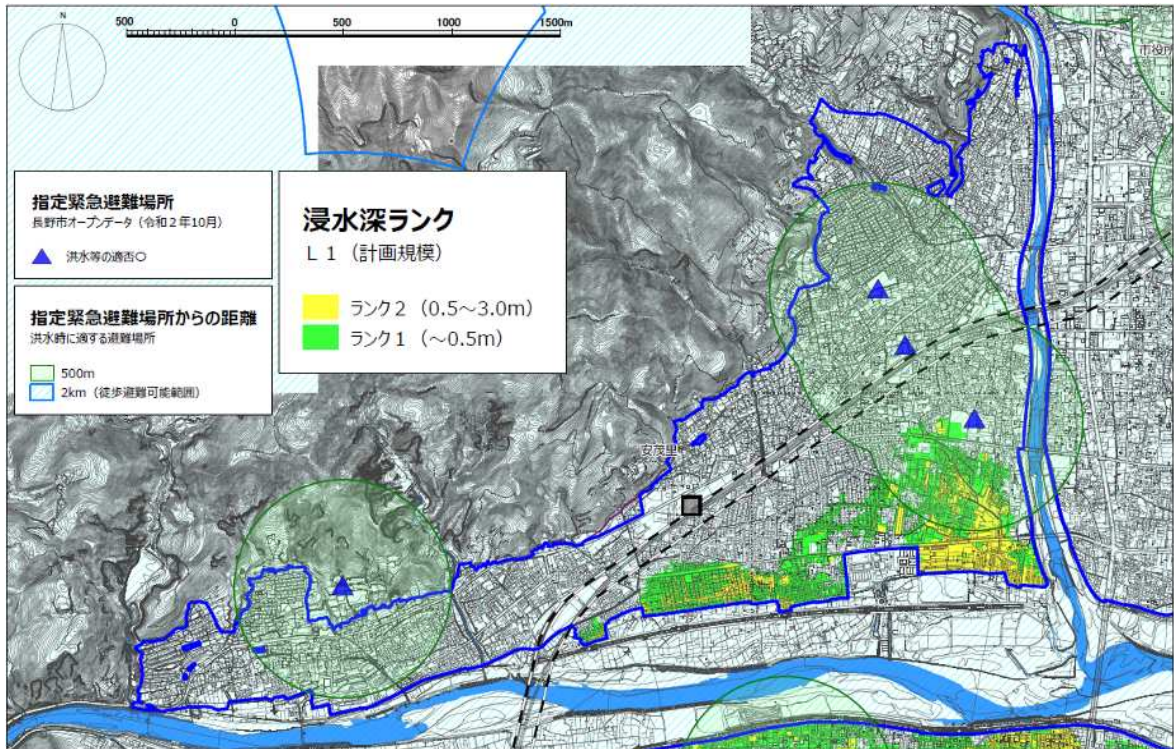 500 0 500 1000 1500m
N
市役所
指定緊急避難場所
長野市オープンデータ（令和２年10月）
洪水等の適否〇
浸水深ランク
Ｌ１（計画規模）
ランク２（0.5～3.0m）
ランク１（～0.5m）
指定緊急避難場所からの距離
洪水時に適する避難場所
500m
2km（徒歩避難可能範囲）
安茂里